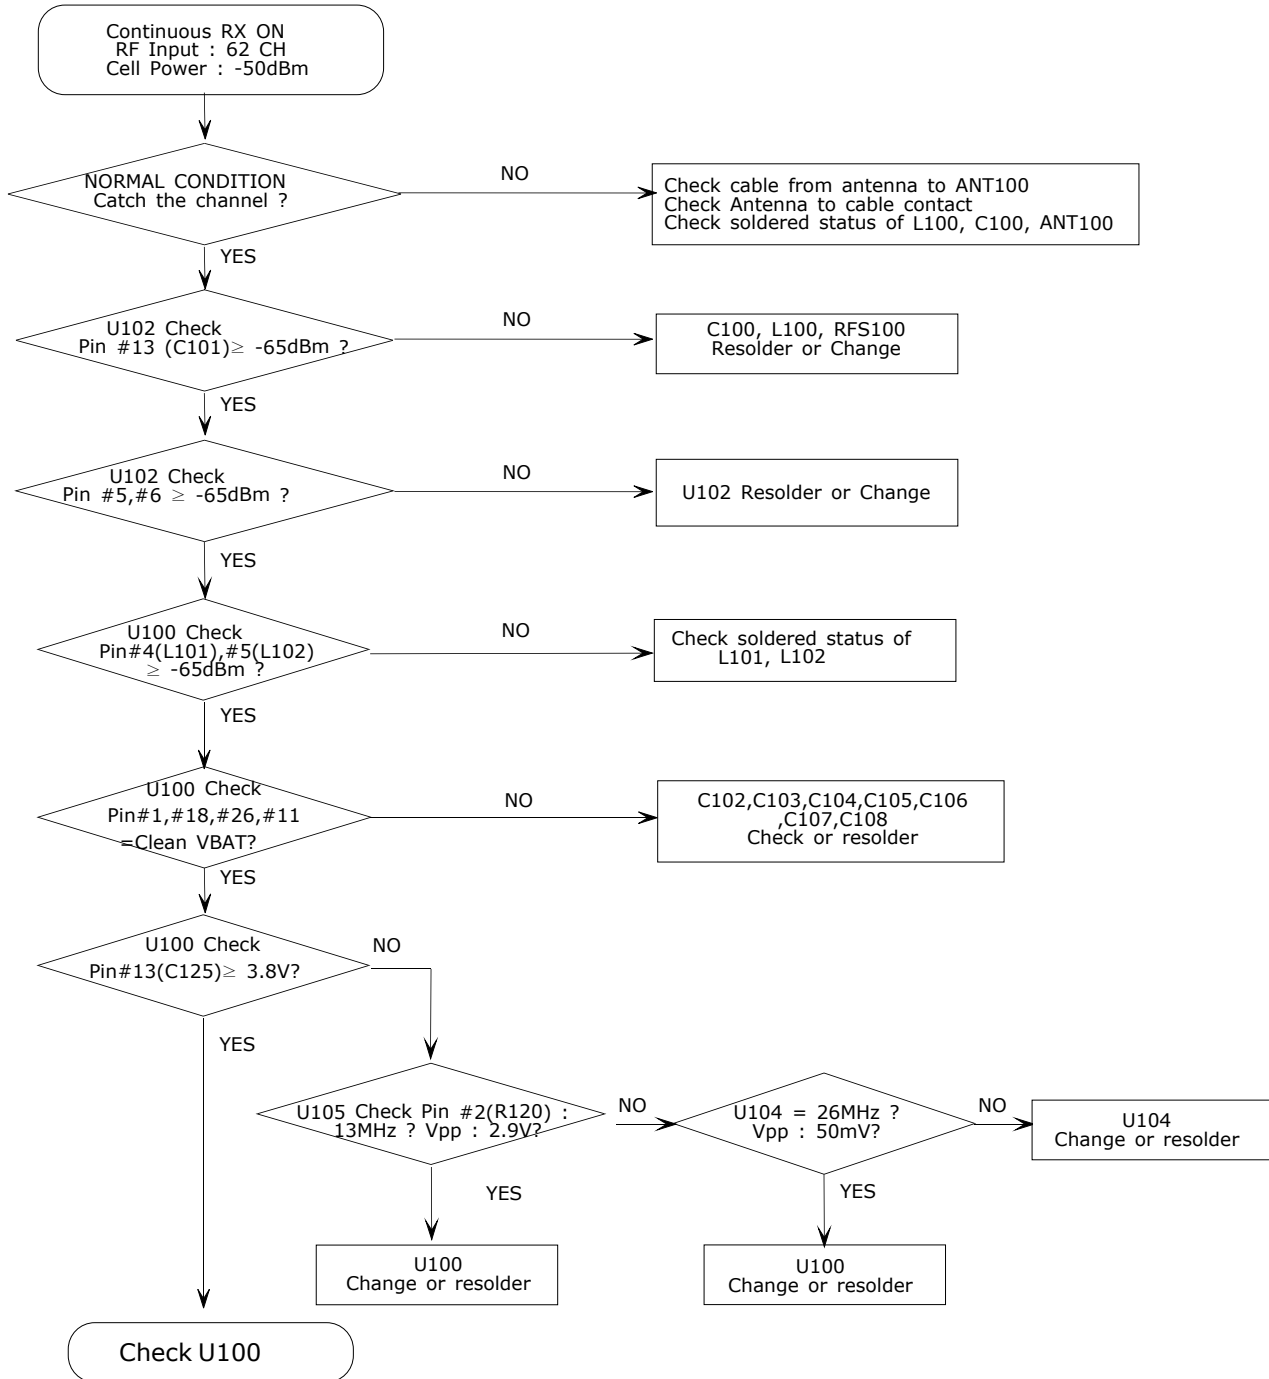 Continuous RX ON
RF Input : 62 CH
Cell Power : -50dBm
NORMAL CONDITION
Catch the channel ?
NO
Check cable from antenna to ANT100
Check Antenna to cable contact
Check soldered status of L100, C100, ANT100
YES
U102 Check
Pin #13 (C101)≥ -65dBm ?
NO
C100, L100, RFS100
Resolder or Change
YES
U102 Check
Pin #5,#6 ≥ -65dBm ?
NO
U102 Resolder or Change
YES
U100 Check
Pin#4(L101),#5(L102)
≥ -65dBm ?
NO
Check soldered status of
L101, L102
YES
U100 Check
Pin#1,#18,#26,#11
=Clean VBAT?
NO
C102,C103,C104,C105,C106
,C107,C108
Check or resolder
YES
U100 Check
Pin#13(C125)≥ 3.8V?
NO
YES
U105 Check Pin #2(R120) :
13MHz ? Vpp : 2.9V?
NO
U104 = 26MHz ?
Vpp : 50mV?
NO
U104
Change or resolder
YES
YES
U100
Change or resolder
U100
Change or resolder
Check U100